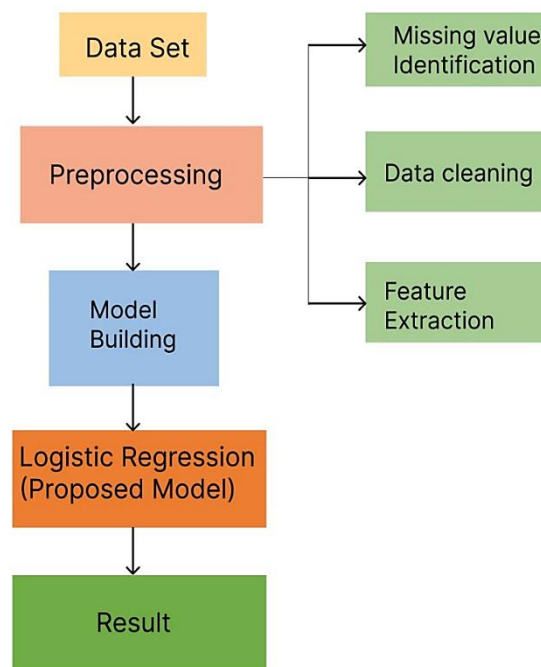 Data Set
Missing value
Identification
Preprocessing
Data cleaning
Model
Building
Feature
Extraction
Logistic Regression
(Proposed Model)
Result